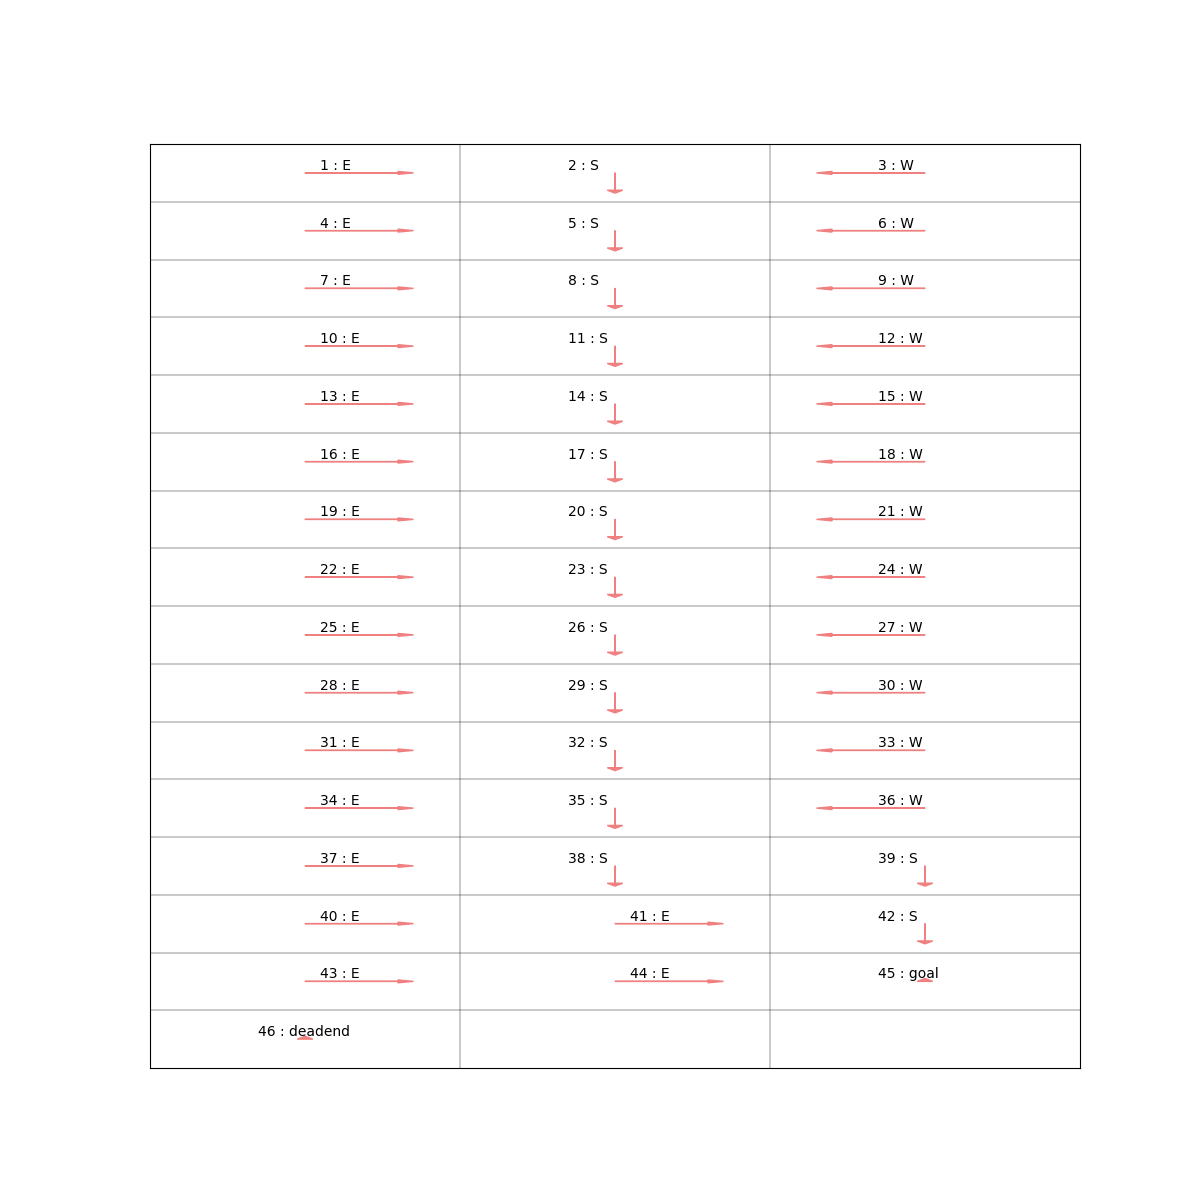 1 : E 2 : S 3 : W
4 : E 5 : S 6 : W
7 : E 8 : S 9 : W
10 : E 11 : S 12 : W
13 : E 14 : S 15 : W
16 : E 17 : S 18 : W
19 : E 20 : S 21 : W
22 : E 23 : S 24 : W
25 : E 26 : S 27 : W
28 : E 29 : S 30 : W
31 : E 32 : S 33 : W
34 : E 35 : S 36 : W
37 : E 38 : S 39 : S
40 : E 41 : E 42 : S
43 : E 44 : E 45 : goal
46 : deadend